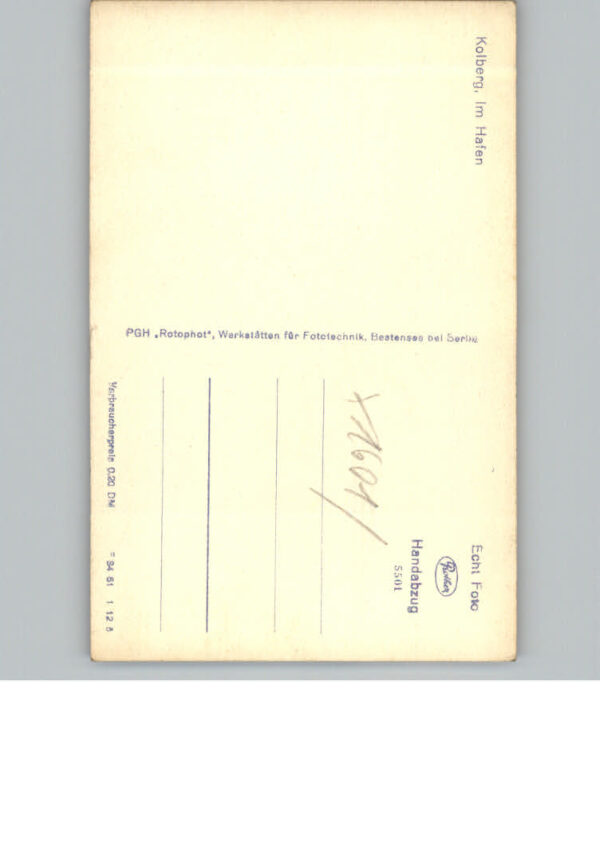 Kolberg, Im Hafen
PGH „Rotophot“, Werkstätten für Fototechnik, Bestensee bei Berlin
Echt Foto
Handabzug
5501
Verbraucherpreis 0,20 DM
34 61 1 12 8